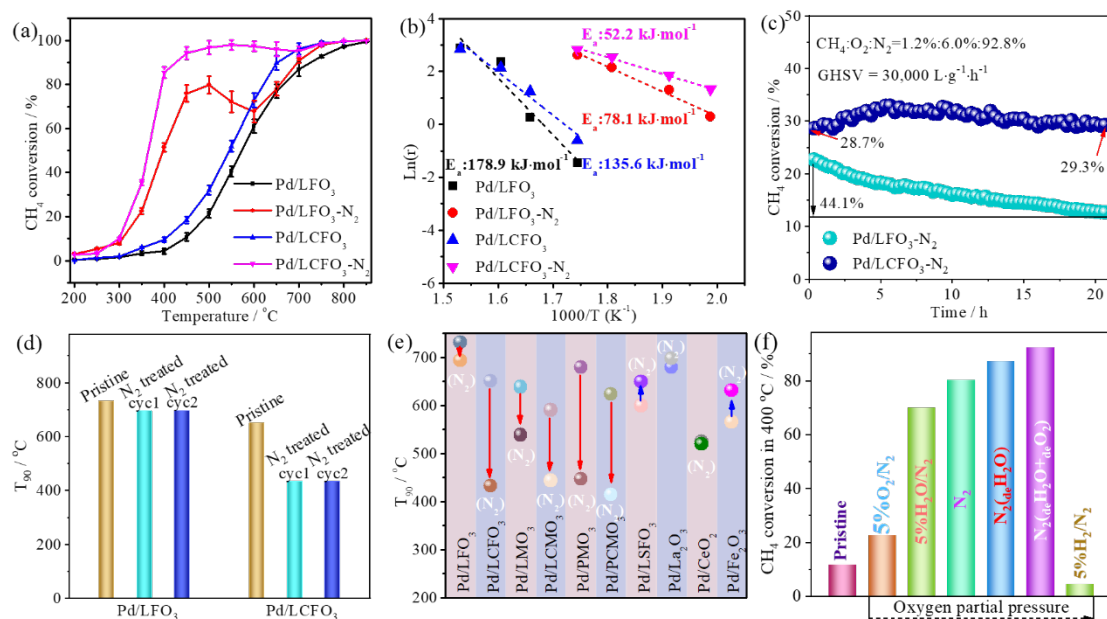 (a)
CH₄ conversion / %
100
80
60
40
20
0
200 300 400 500 600 700 800
Temperature / °C
Pd/LFO₃
Pd/LFO₃-N₂
Pd/LCFO₃
Pd/LCFO₃-N₂
(b)
Ln(r)
6
4
2
0
-2
-4
-6
1.5 1.6 1.7 1.8 1.9 2.0
1000/T (K⁻¹)
Eₐ:52.2 kJ·mol⁻¹
Eₐ:78.1 kJ·mol⁻¹
Eₐ:178.9 kJ·mol⁻¹
Eₐ:135.6 kJ·mol⁻¹
Pd/LFO₃
Pd/LFO₃-N₂
Pd/LCFO₃
Pd/LCFO₃-N₂
(c)
CH₄ conversion / %
50
45
40
35
30
25
20
15
10
5
0
0 5 10 15 20
Time / h
CH₄:O₂:N₂=1.2%:6.0%:92.8%
GHSV = 30,000 L·g⁻¹·h⁻¹
28.7%
29.3%
44.1%
Pd/LFO₃-N₂
Pd/LCFO₃-N₂
(d)
T₉₀ / °C
800
600
400
200
0
Pristine
N₂ treated
cyc1
N₂ treated
cyc2
Pristine
N₂ treated
cyc1
N₂ treated
cyc2
Pd/LFO₃
Pd/LCFO₃
(e)
T₉₀ / °C
700
600
500
400
300
200
(N₂)
(N₂)
(N₂)
(N₂)
(N₂)
(N₂)
(N₂)
(N₂)
(N₂)
(N₂)
Pd/LFO₃
Pd/LCFO₃
Pd/LMO₃
Pd/LCMO₃
Pd/PMO₃
Pd/PCMO₃
Pd/LSFO₃
Pd/La₂O₃
Pd/CeO₂
Pd/Fe₂O₃
(f)
CH₄ conversion in 400 °C / %
80
60
40
20
0
Pristine
5%O₂/N₂
5%H₂O/N₂
N₂
N₂(deH₂O)
N₂(deH₂O+deO₂)
5%H₂/N₂
Oxygen partial pressure